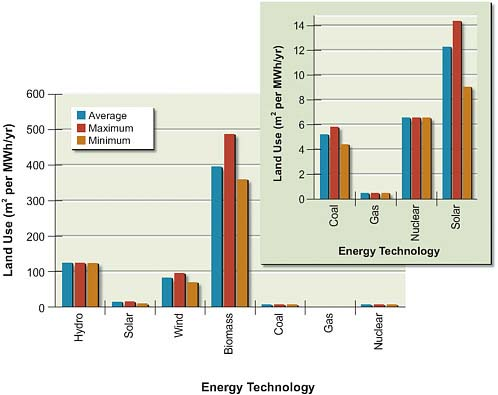 600
500
400
300
200
100
0
Land Use (m² per MWh/yr)
Average
Maximum
Minimum
Hydro
Solar
Wind
Biomass
Coal
Gas
Nuclear
Energy Technology
14
12
10
8
6
4
2
0
Land Use (m² per MWh/yr)
Coal
Gas
Nuclear
Solar
Energy Technology